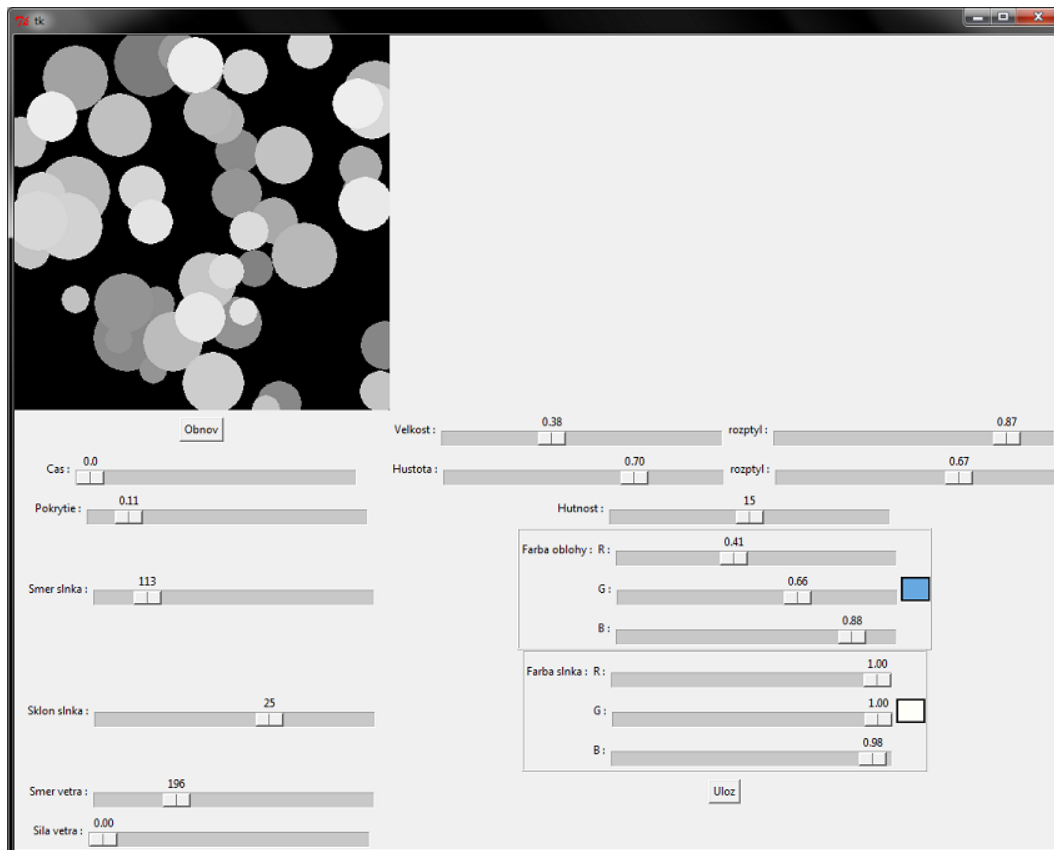 tk
Obnov
Velkost : 0.38 rozptyl : 0.87
Cas : 0.0
Hustota : 0.70 rozptyl : 0.67
Pokrytie : 0.11
Hutnost : 15
Farba oblohy : R : 0.41
G : 0.66
B : 0.88
Smer slnka : 113
Farba slnka : R : 1.00
G : 1.00
B : 0.98
Sklon slnka : 25
Smer vetra : 196
Uloz
Sila vetra : 0.00